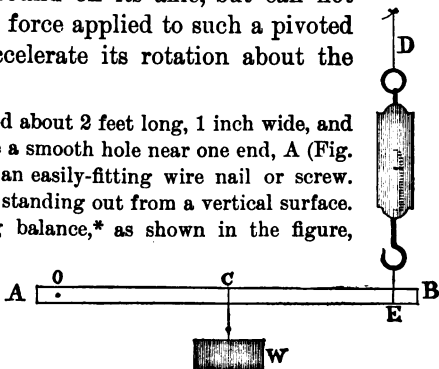 force applied to such a pivoted
ccelerate its rotation about the
d about 2 feet long, 1 inch wide, and
a smooth hole near one end, A (Fig.
an easily-fitting wire nail or screw.
standing out from a vertical surface.
balance,* as shown in the figure,
D
O
C
A
B
E
W